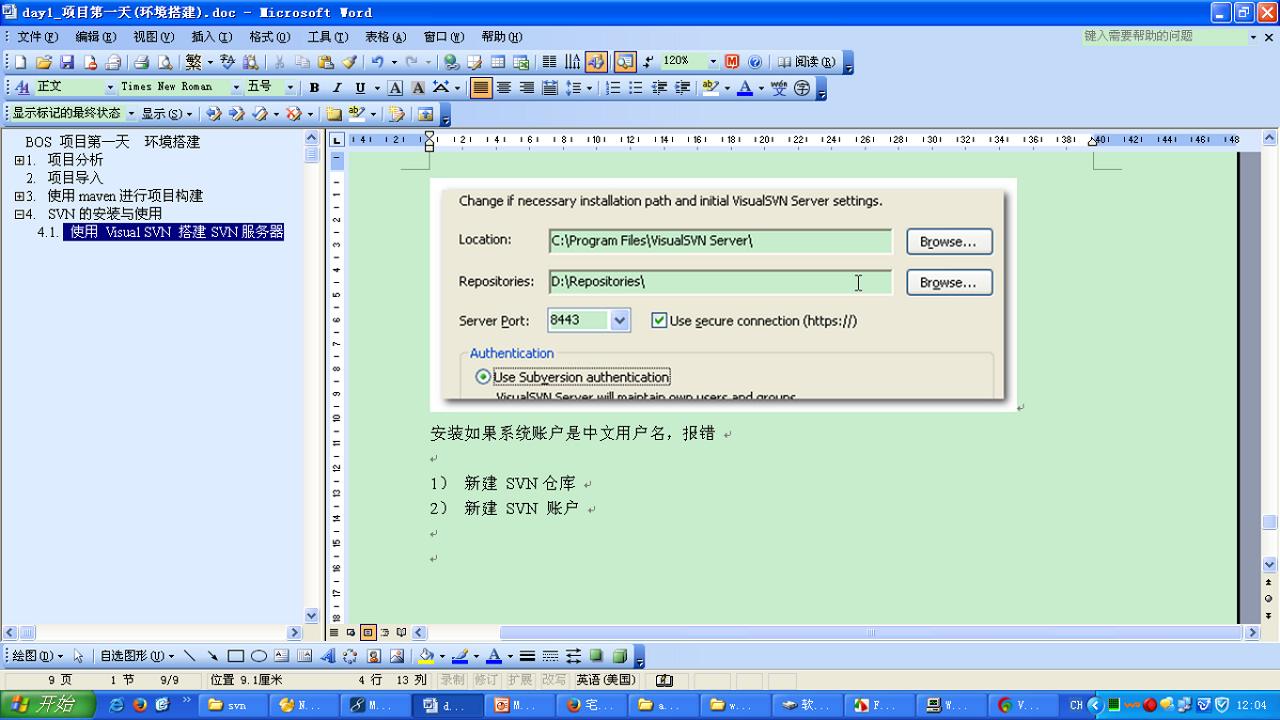 day1_项目第一天(环境搭建).doc - Microsoft Word
文件(F) 编辑(E) 视图(V) 插入(I) 格式(O) 工具(T) 表格(A) 窗口(W) 帮助(H) 键入需要帮助的问题
120% 阅读(R)
正文 Times New Roman 五号
显示标记的最终状态 显示(S)
BOS 项目第一天 环境搭建
1. 项目分析
2. 项目导入
3. 使用 maven 进行项目构建
4. SVN 的安装与使用
4.1. 使用 Visual SVN 搭建 SVN 服务器
Change if necessary installation path and initial VisualSVN Server settings.
Location: C:\Program Files\VisualSVN Server\ Browse...
Repositories: D:\Repositories\ Browse...
Server Port: 8443 Use secure connection (https://)
Authentication
Use Subversion authentication
VisualSVN Server will maintain own users and groups.
安装如果系统账户是中文用户名，报错
1） 新建 SVN 仓库
2） 新建 SVN 账户
绘图(D) 自选图形(U)
9 页 1 节 9/9 位置 9.1厘米 4 行 13 列 录制 修订 扩展 改写 英语(美国)
开始 svn N... M... d... M... 宅... a... w... 软... F... W... V... CH 12:04